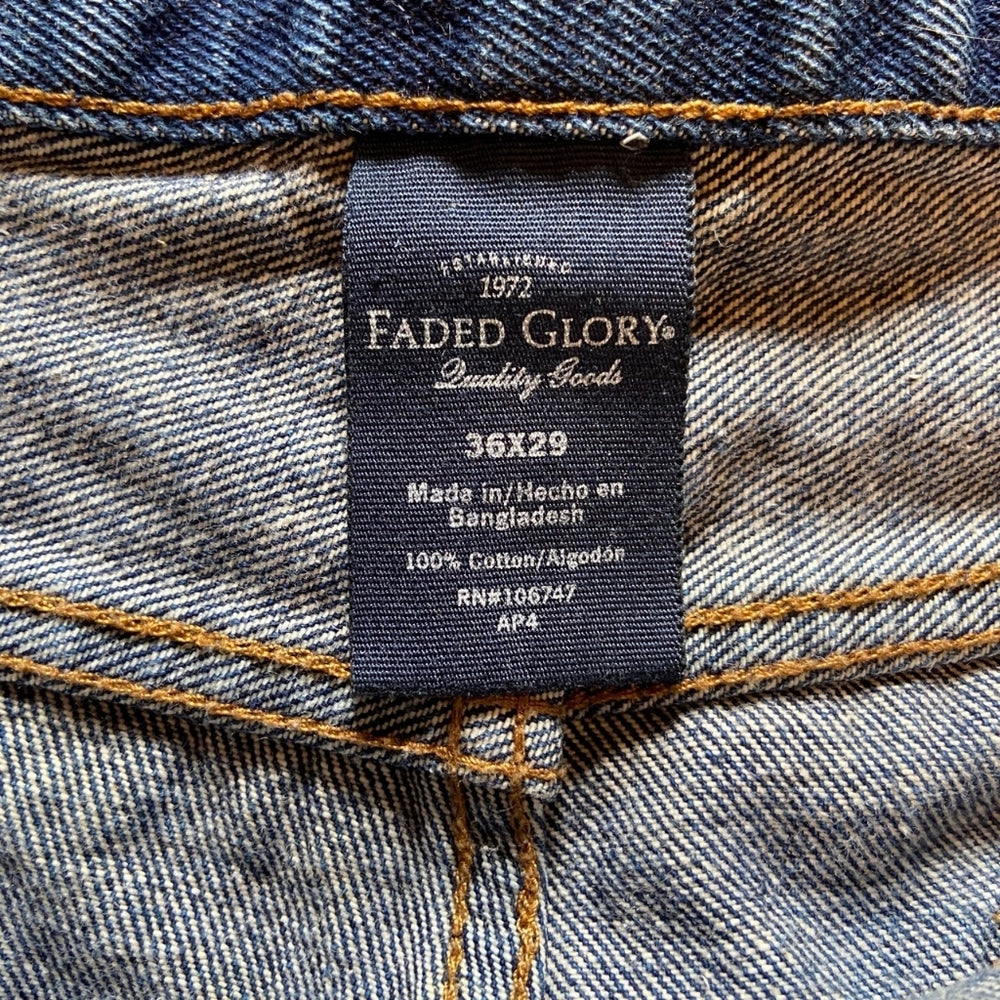 ESTABLISHED
1972
FADED GLORY®
Quality Goods
36X29
Made in/Hecho en
Bangladesh
100% Cotton/Algodón
RN#106747
AP4